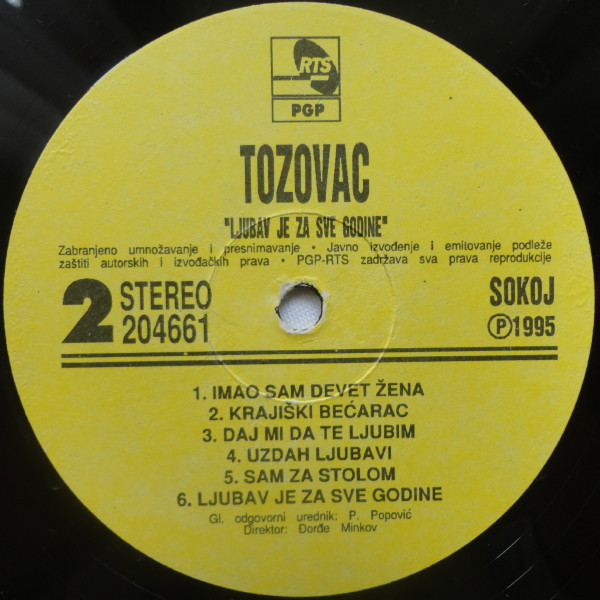 RTS
PGP
TOZOVAC
"LJUBAV JE ZA SVE GODINE"
Zabranjeno umnožavanje i presnimavanje • Javno izvođenje i emitovanje podleže
zaštiti autorskih i izvođačkih prava • PGP-RTS zadržava sva prava reprodukcije
2 STEREO SOKOJ
204661 Ⓟ1995
1. IMAO SAM DEVET ŽENA
2. KRAJIŠKI BEĆARAC
3. DAJ MI DA TE LJUBIM
4. UZDAH LJUBAVI
5. SAM ZA STOLOM
6. LJUBAV JE ZA SVE GODINE
Gl. odgovorni urednik: P. Popović
Direktor: Đorđe Minkov